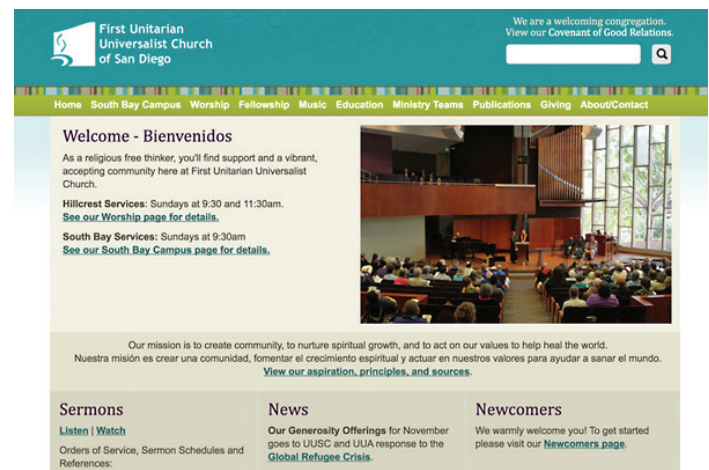 First Unitarian
Universalist Church
of San Diego
We are a welcoming congregation.
View our Covenant of Good Relations.
Home South Bay Campus Worship Fellowship Music Education Ministry Teams Publications Giving About/Contact
Welcome - Bienvenidos
As a religious free thinker, you'll find support and a vibrant,
accepting community here at First Unitarian Universalist
Church.
Hillcrest Services: Sundays at 9:30 and 11:30am.
See our Worship page for details.
South Bay Services: Sundays at 9:30am
See our South Bay Campus page for details.
Our mission is to create community, to nurture spiritual growth, and to act on our values to help heal the world.
Nuestra misión es crear una comunidad, fomentar el crecimiento espiritual y actuar en nuestros valores para ayudar a sanar el mundo.
View our aspiration, principles, and sources.
Sermons
Listen | Watch
Orders of Service, Sermon Schedules and
References:
News
Our Generosity Offerings for November
goes to UUSC and UUA response to the
Global Refugee Crisis.
Newcomers
We warmly welcome you! To get started
please visit our Newcomers page.